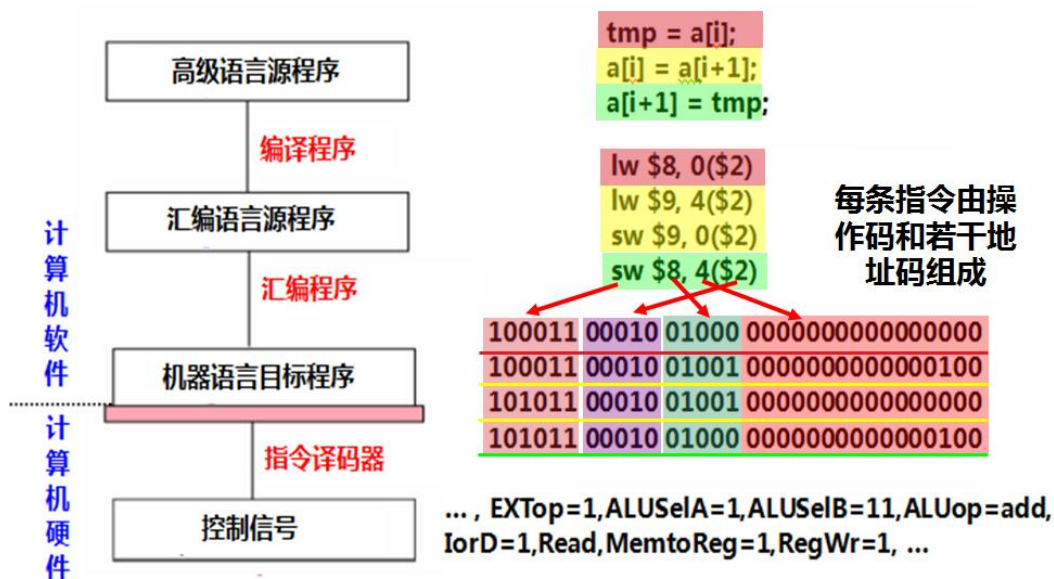 高级语言源程序
编译程序
汇编语言源程序
汇编程序
机器语言目标程序
指令译码器
控制信号
计算机软件
计算机硬件
tmp = a[i];
a[i] = a[i+1];
a[i+1] = tmp;
lw $8, 0($2)
lw $9, 4($2)
sw $9, 0($2)
sw $8, 4($2)
每条指令由操
作码和若干地
址码组成
100011 00010 01000 0000000000000000
100011 00010 01001 0000000000000100
101011 00010 01001 0000000000000000
101011 00010 01000 0000000000000100
... , EXTop=1,ALUSelA=1,ALUSelB=11,ALUop=add,
IorD=1,Read,MemtoReg=1,RegWr=1, ...